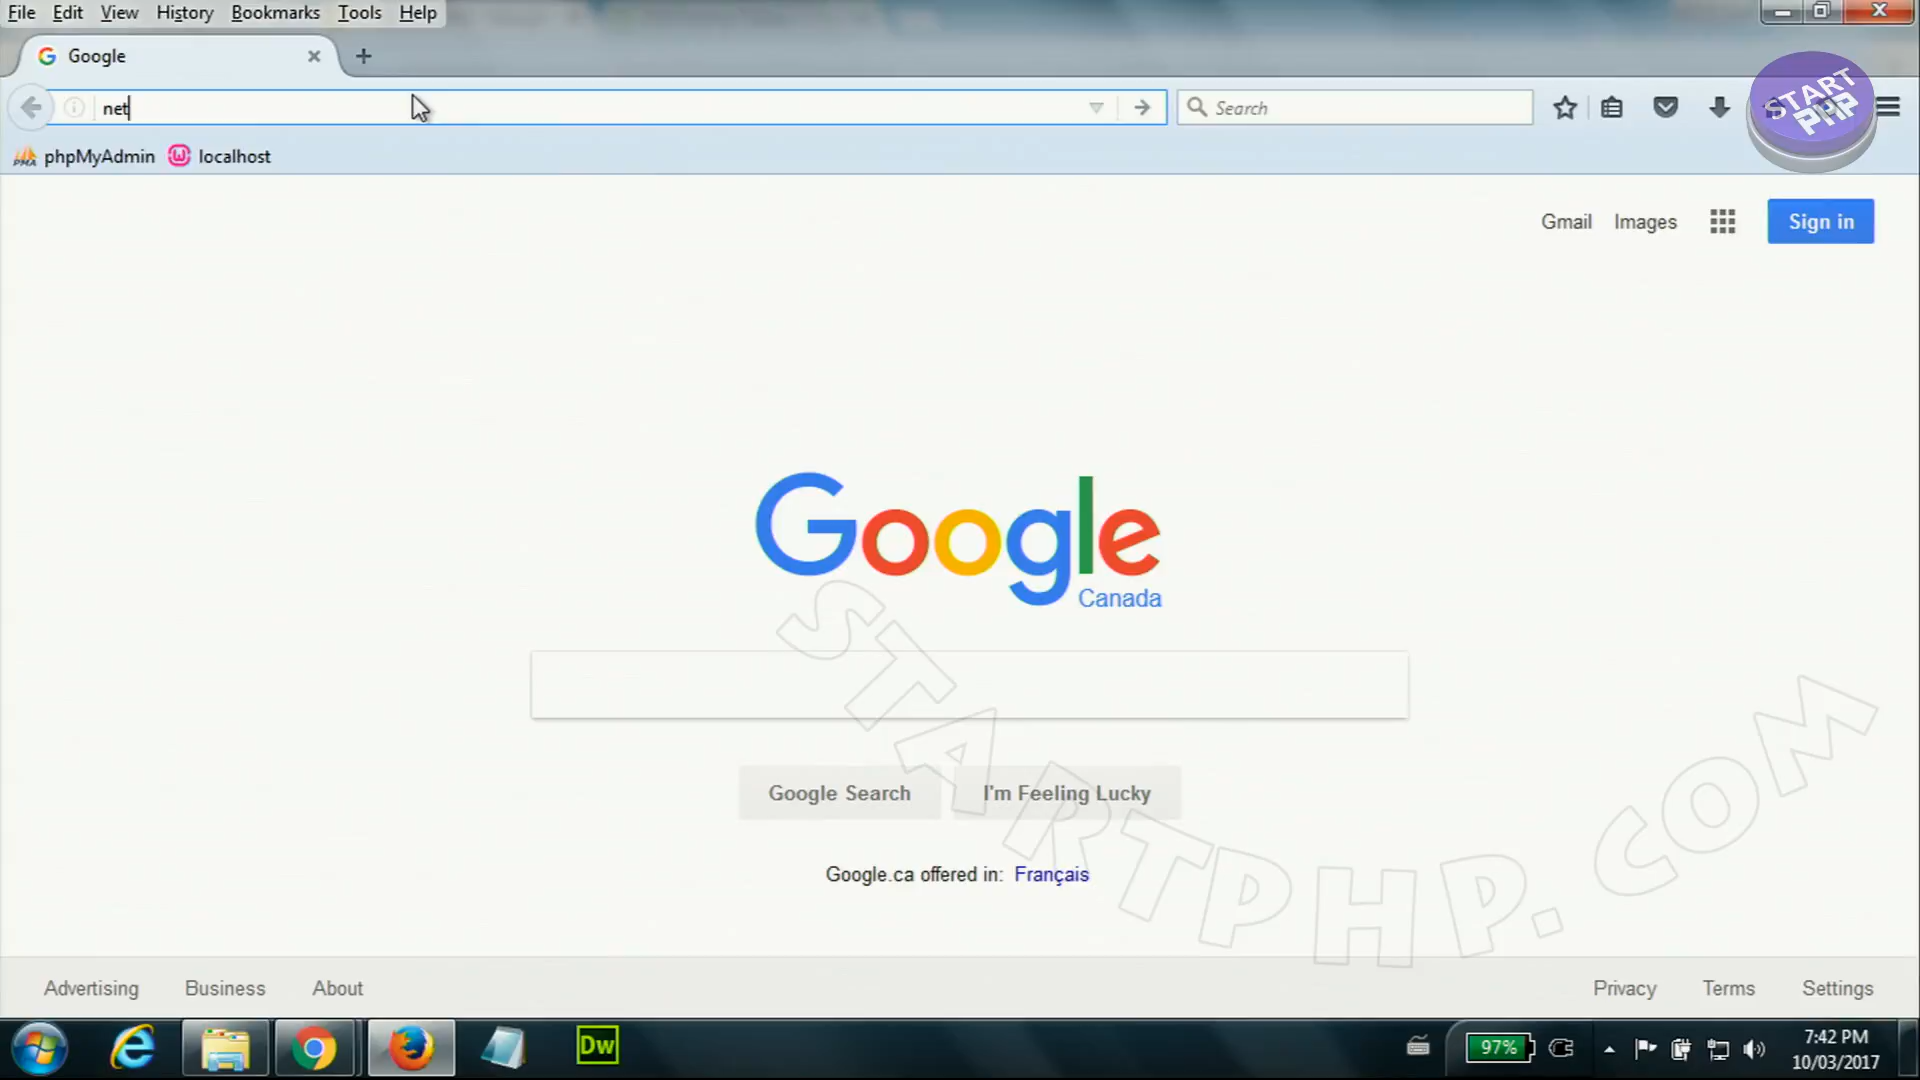 File Edit View History Bookmarks Tools Help
Google
net
Search
START
PHP
phpMyAdmin localhost
Gmail Images Sign in
Google
Canada
Google Search I'm Feeling Lucky
Google.ca offered in: Français
STARTPHP.COM
Advertising Business About Privacy Terms Settings
Dw
97%
7:42 PM
10/03/2017